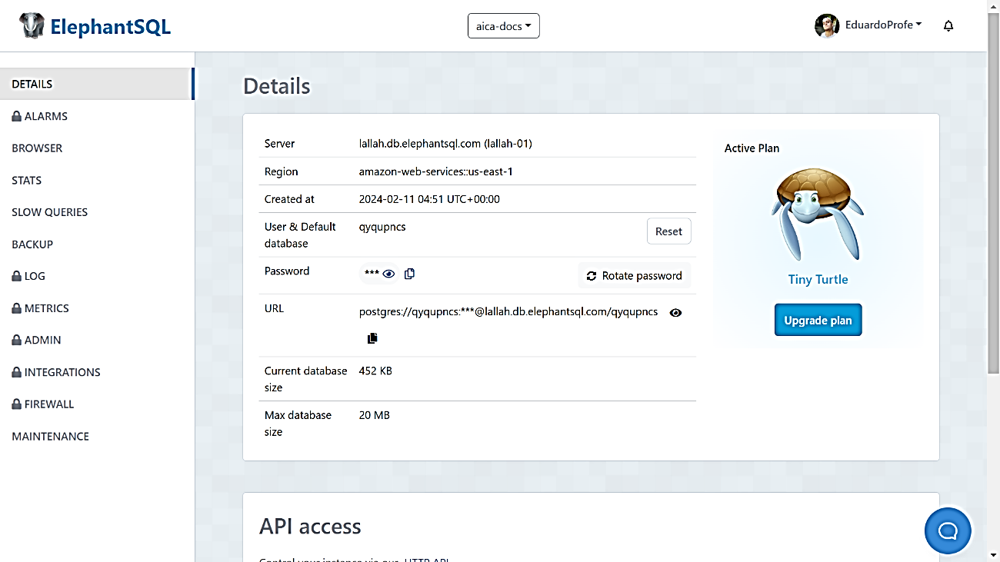 ElephantSQL
aica-docs
EduardoProfe
DETAILS
ALARMS
BROWSER
STATS
SLOW QUERIES
BACKUP
LOG
METRICS
ADMIN
INTEGRATIONS
FIREWALL
MAINTENANCE
Details
Server lallah.db.elephantsql.com (lallah-01)
Region amazon-web-services::us-east-1
Created at 2024-02-11 04:51 UTC+00:00
User & Default database qyqupncs Reset
Password *** Rotate password
URL postgres://qyqupncs:***@lallah.db.elephantsql.com/qyqupncs
Current database size 452 KB
Max database size 20 MB
Active Plan
Tiny Turtle
Upgrade plan
API access
Control your instance via our HTTP API